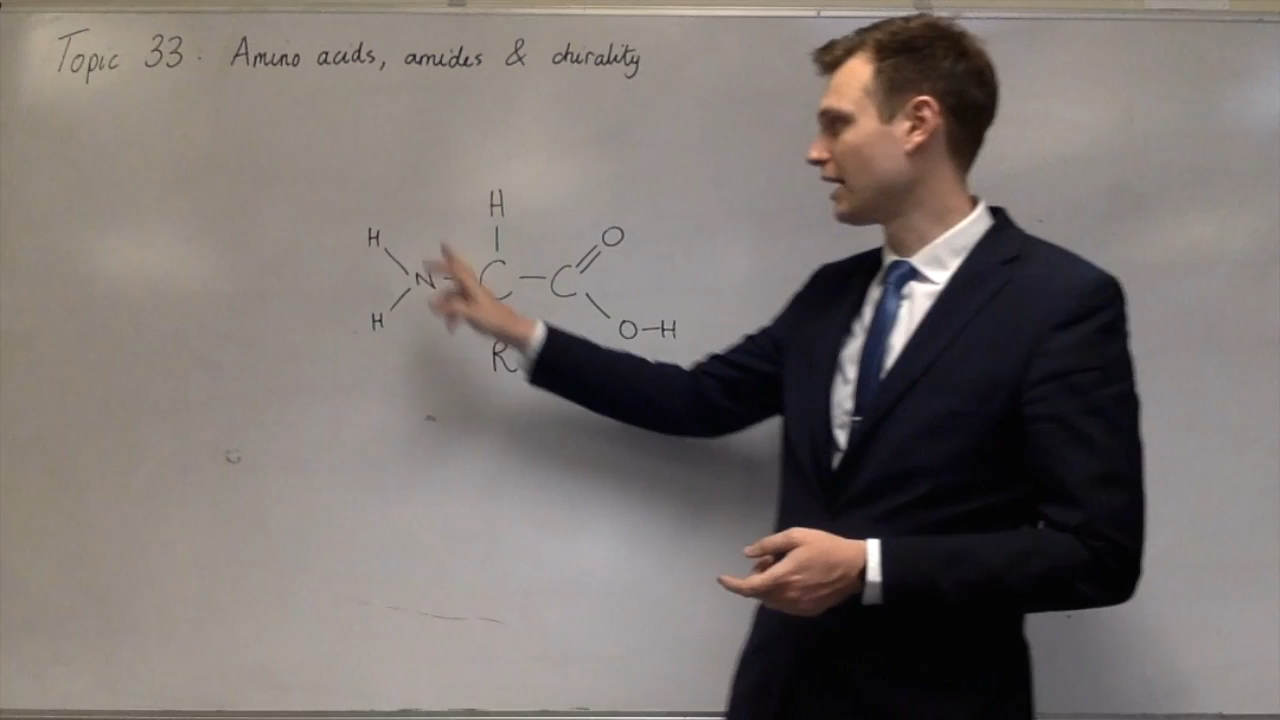 Topic 33: Amino acids, amides & chirality
H
H O
N C C
H O-H
R